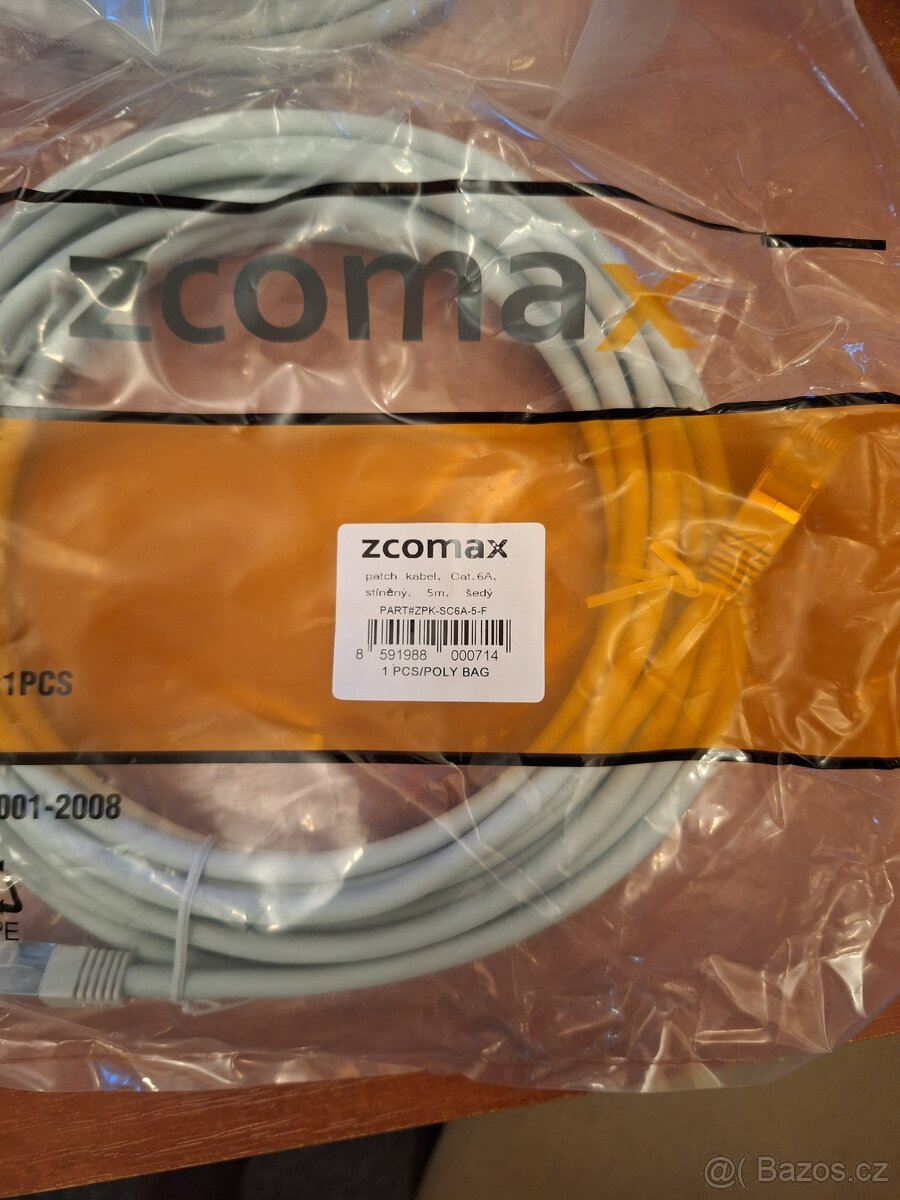 zcomax
zcomax
patch kabel, Cat.6A,
stíněný, 5m, šedý
PART#ZPK-SC6A-5-F
8 591988 000714
1 PCS/POLY BAG
1PCS
001-2008
PE
@( Bazos.cz